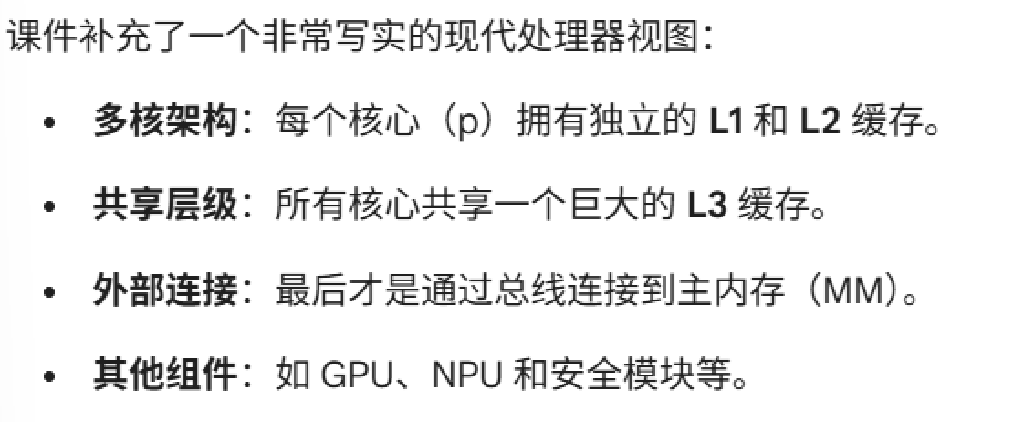 课件补充了一个非常写实的现代处理器视图：
• 多核架构：每个核心（p）拥有独立的 L1 和 L2 缓存。
• 共享层级：所有核心共享一个巨大的 L3 缓存。
• 外部连接：最后才是通过总线连接到主内存（MM）。
• 其他组件：如 GPU、NPU 和安全模块等。